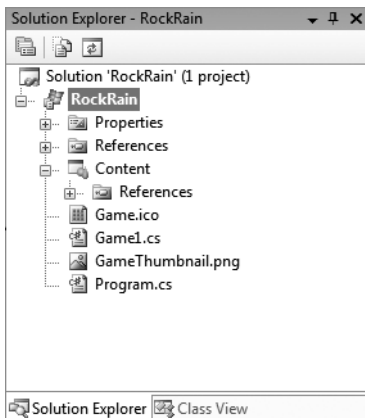 Solution Explorer - RockRain
Solution 'RockRain' (1 project)
RockRain
Properties
References
Content
References
Game.ico
Game1.cs
GameThumbnail.png
Program.cs
Solution Explorer Class View